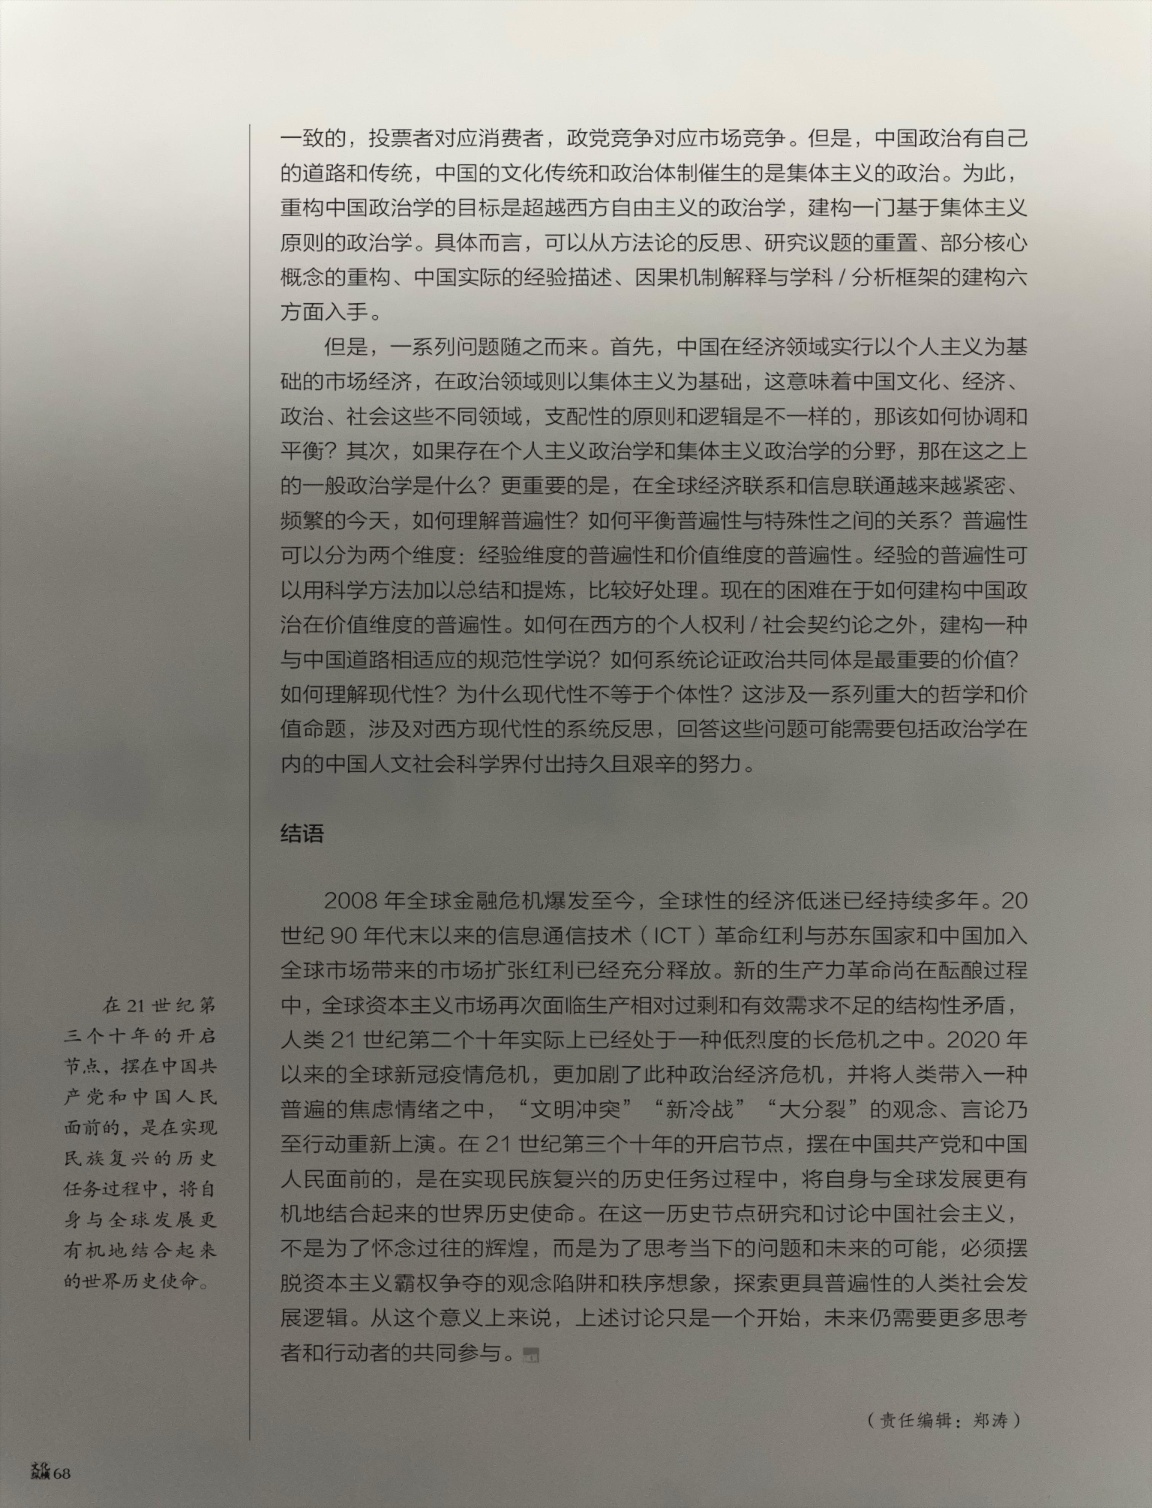 一致的，投票者对应消费者，政党竞争对应市场竞争。但是，中国政治有自己
的道路和传统，中国的文化传统和政治体制催生的是集体主义的政治。为此，
重构中国政治学的目标是超越西方自由主义的政治学，建构一门基于集体主义
原则的政治学。具体而言，可以从方法论的反思、研究议题的重置、部分核心
概念的重构、中国实际的经验描述、因果机制解释与学科/分析框架的建构六
方面入手。
但是，一系列问题随之而来。首先，中国在经济领域实行以个人主义为基
础的市场经济，在政治领域则以集体主义为基础，这意味着中国文化、经济、
政治、社会这些不同领域，支配性的原则和逻辑是不一样的，那该如何协调和
平衡？其次，如果存在个人主义政治学和集体主义政治学的分野，那在这之上
的一般政治学是什么？更重要的是，在全球经济联系和信息联通越来越紧密、
频繁的今天，如何理解普遍性？如何平衡普遍性与特殊性之间的关系？普遍性
可以分为两个维度：经验维度的普遍性和价值维度的普遍性。经验的普遍性可
以用科学方法加以总结和提炼，比较好处理。现在的困难在于如何建构中国政
治在价值维度的普遍性。如何在西方的个人权利/社会契约论之外，建构一种
与中国道路相适应的规范性学说？如何系统论证政治共同体是最重要的价值？
如何理解现代性？为什么现代性不等于个体性？这涉及一系列重大的哲学和价
值命题，涉及对西方现代性的系统反思，回答这些问题可能需要包括政治学在
内的中国人文社会科学界付出持久且艰辛的努力。
结语
2008 年全球金融危机爆发至今，全球性的经济低迷已经持续多年。20
世纪 90 年代末以来的信息通信技术（ICT）革命红利与苏东国家和中国加入
全球市场带来的市场扩张红利已经充分释放。新的生产力革命尚在酝酿过程
中，全球资本主义市场再次面临生产相对过剩和有效需求不足的结构性矛盾，
人类 21 世纪第二个十年实际上已经处于一种低烈度的长危机之中。2020 年
以来的全球新冠疫情危机，更加剧了此种政治经济危机，并将人类带入一种
普遍的焦虑情绪之中，“文明冲突”“新冷战”“大分裂”的观念、言论乃
至行动重新上演。在 21 世纪第三个十年的开启节点，摆在中国共产党和中国
人民面前的，是在实现民族复兴的历史任务过程中，将自身与全球发展更有
机地结合起来的世界历史使命。在这一历史节点研究和讨论中国社会主义，
不是为了怀念过往的辉煌，而是为了思考当下的问题和未来的可能，必须摆
脱资本主义霸权争夺的观念陷阱和秩序想象，探索更具普遍性的人类社会发
展逻辑。从这个意义上来说，上述讨论只是一个开始，未来仍需要更多思考
者和行动者的共同参与。
（责任编辑：郑涛）
在 21 世纪第
三个十年的开启
节点，摆在中国共
产党和中国人民
面前的，是在实现
民族复兴的历史
任务过程中，将自
身与全球发展更
有机地结合起来
的世界历史使命。
文化
纵横 68